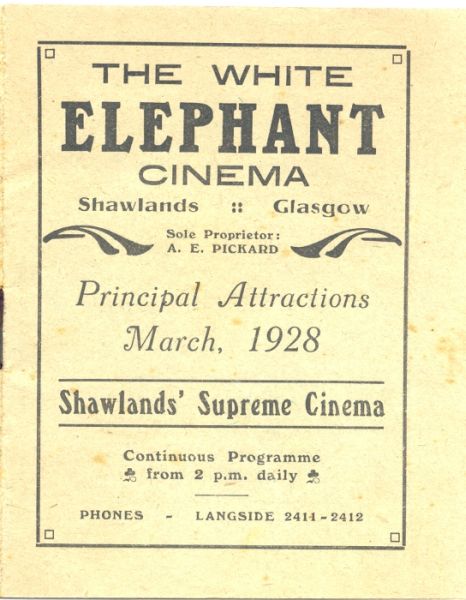 THE WHITE
ELEPHANT
CINEMA
Shawlands :: Glasgow
Sole Proprietor:
A. E. PICKARD
Principal Attractions
March, 1928
Shawlands' Supreme Cinema
Continuous Programme
from 2 p.m. daily
PHONES - LANGSIDE 2411-2412